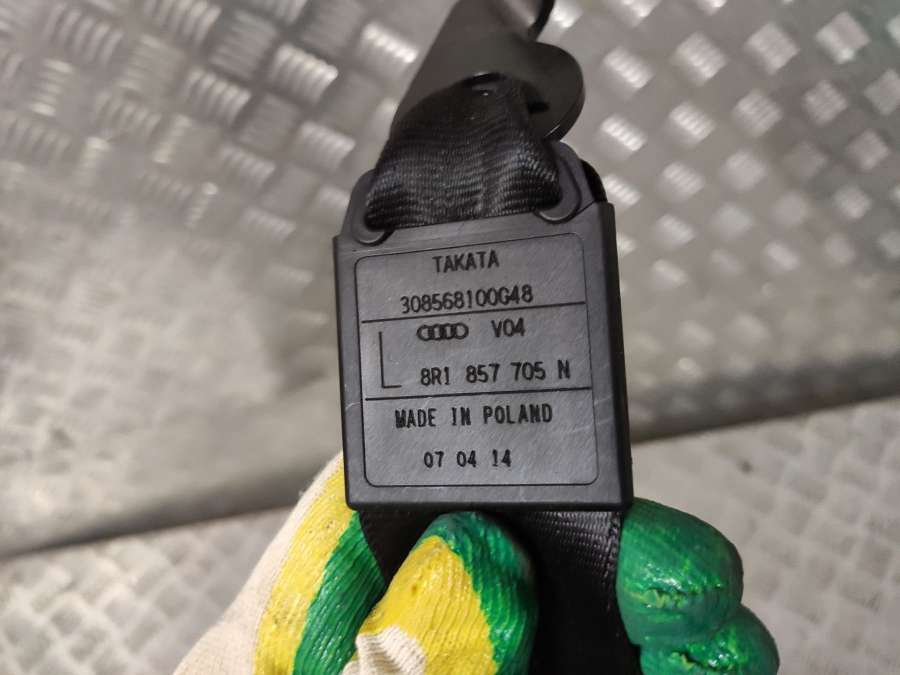 TAKATA
308568100G48
V04
8R1 857 705 N
MADE IN POLAND
07 04 14